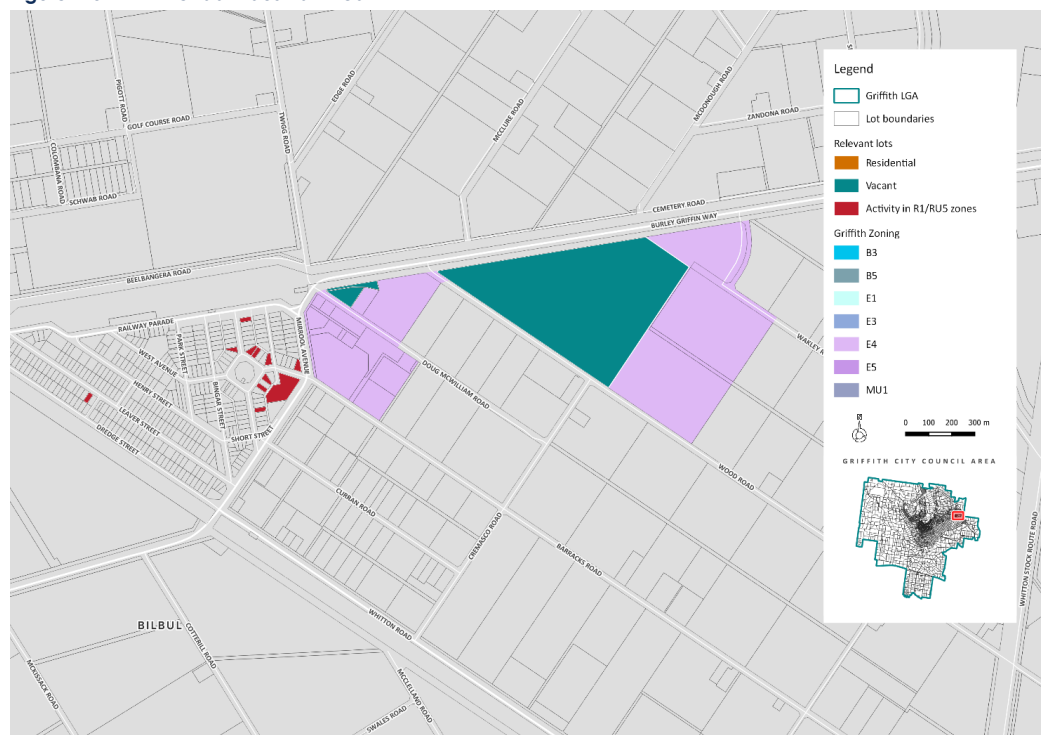 PIGOTT ROAD
GOLF COURSE ROAD
COLOMBANA ROAD
SCHWAB ROAD
TWIGG ROAD
EDGE ROAD
MCCLURE ROAD
MCDONOUGH ROAD
ZANDONA ROAD
CEMETERY ROAD
BURLEY GRIFFIN WAY
BEELBANGERA ROAD
RAILWAY PARADE
MIRROOL AVENUE
PARK STREET
WEST AVENUE
HENRY STREET
BINGAR STREET
LEAVER STREET
SHORT STREET
DREDGE STREET
DOUG MCWILLIAM ROAD
WAKLEY R
WOOD ROAD
CURRAN ROAD
CREMASCO ROAD
BARRACKS ROAD
WHITTON ROAD
WHITTON STOCK ROUTE ROAD
BILBUL
COTTERILL ROAD
MCKISSACK ROAD
MCCLELLAND ROAD
SWALES ROAD
Legend
Griffith LGA
Lot boundaries
Relevant lots
Residential
Vacant
Activity in R1/RU5 zones
Griffith Zoning
B3
B5
E1
E3
E4
E5
MU1
0 100 200 300 m
GRIFFITH CITY COUNCIL AREA